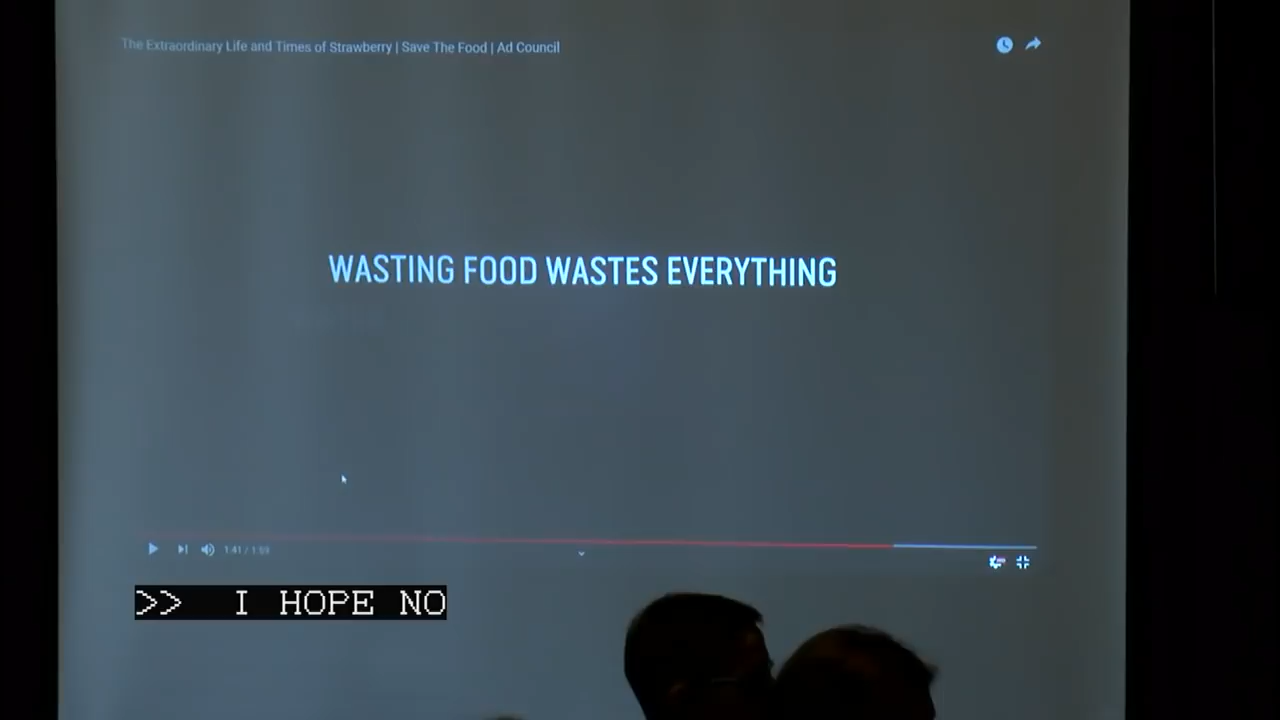 The Extraordinary Life and Times of Strawberry | Save The Food | Ad Council
WASTING FOOD WASTES EVERYTHING
1:41 / 1:59
>> I HOPE NO